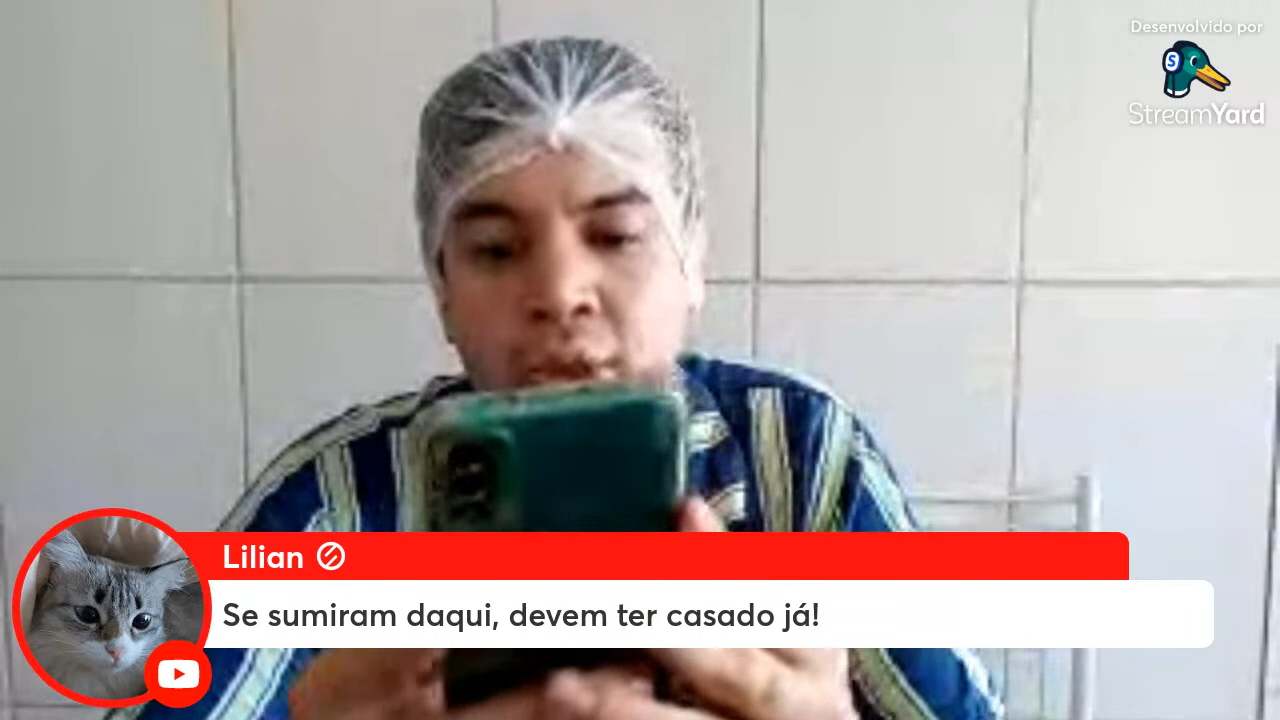 Desenvolvido por
S
StreamYard
Lilian
Se sumiram daqui, devem ter casado já!